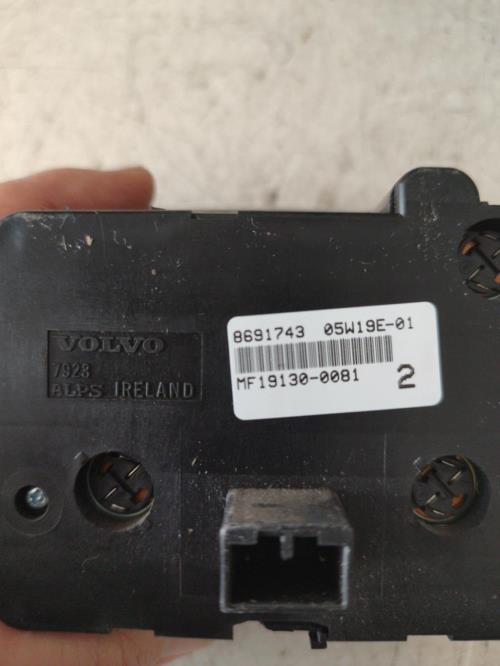 VOLVO
7928
ALPS IRELAND
8691743 05W19E-01
MF19130-0081 2